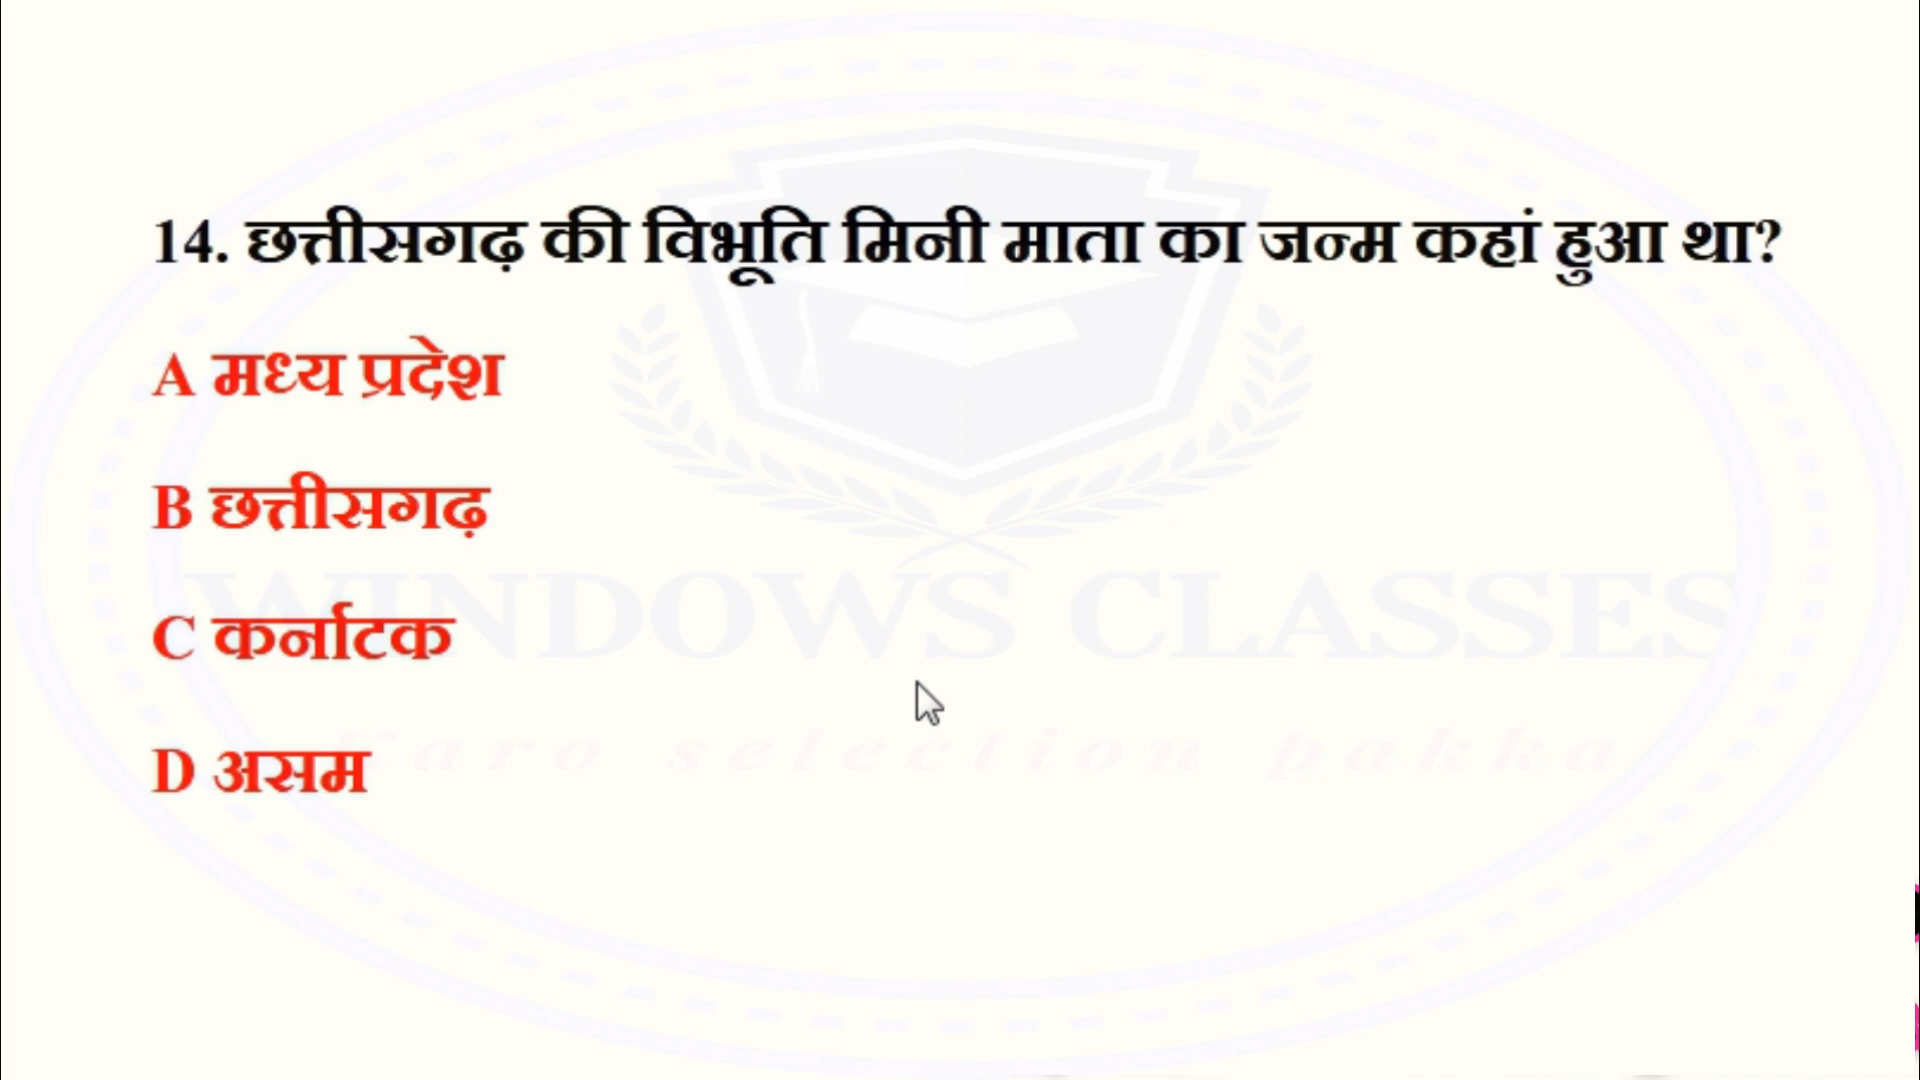 14. छत्तीसगढ़ की विभूति मिनी माता का जन्म कहां हुआ था?
A मध्य प्रदेश
B छत्तीसगढ़
WINDOWS CLASSES
C कर्नाटक
Karo selection pakka
D असम